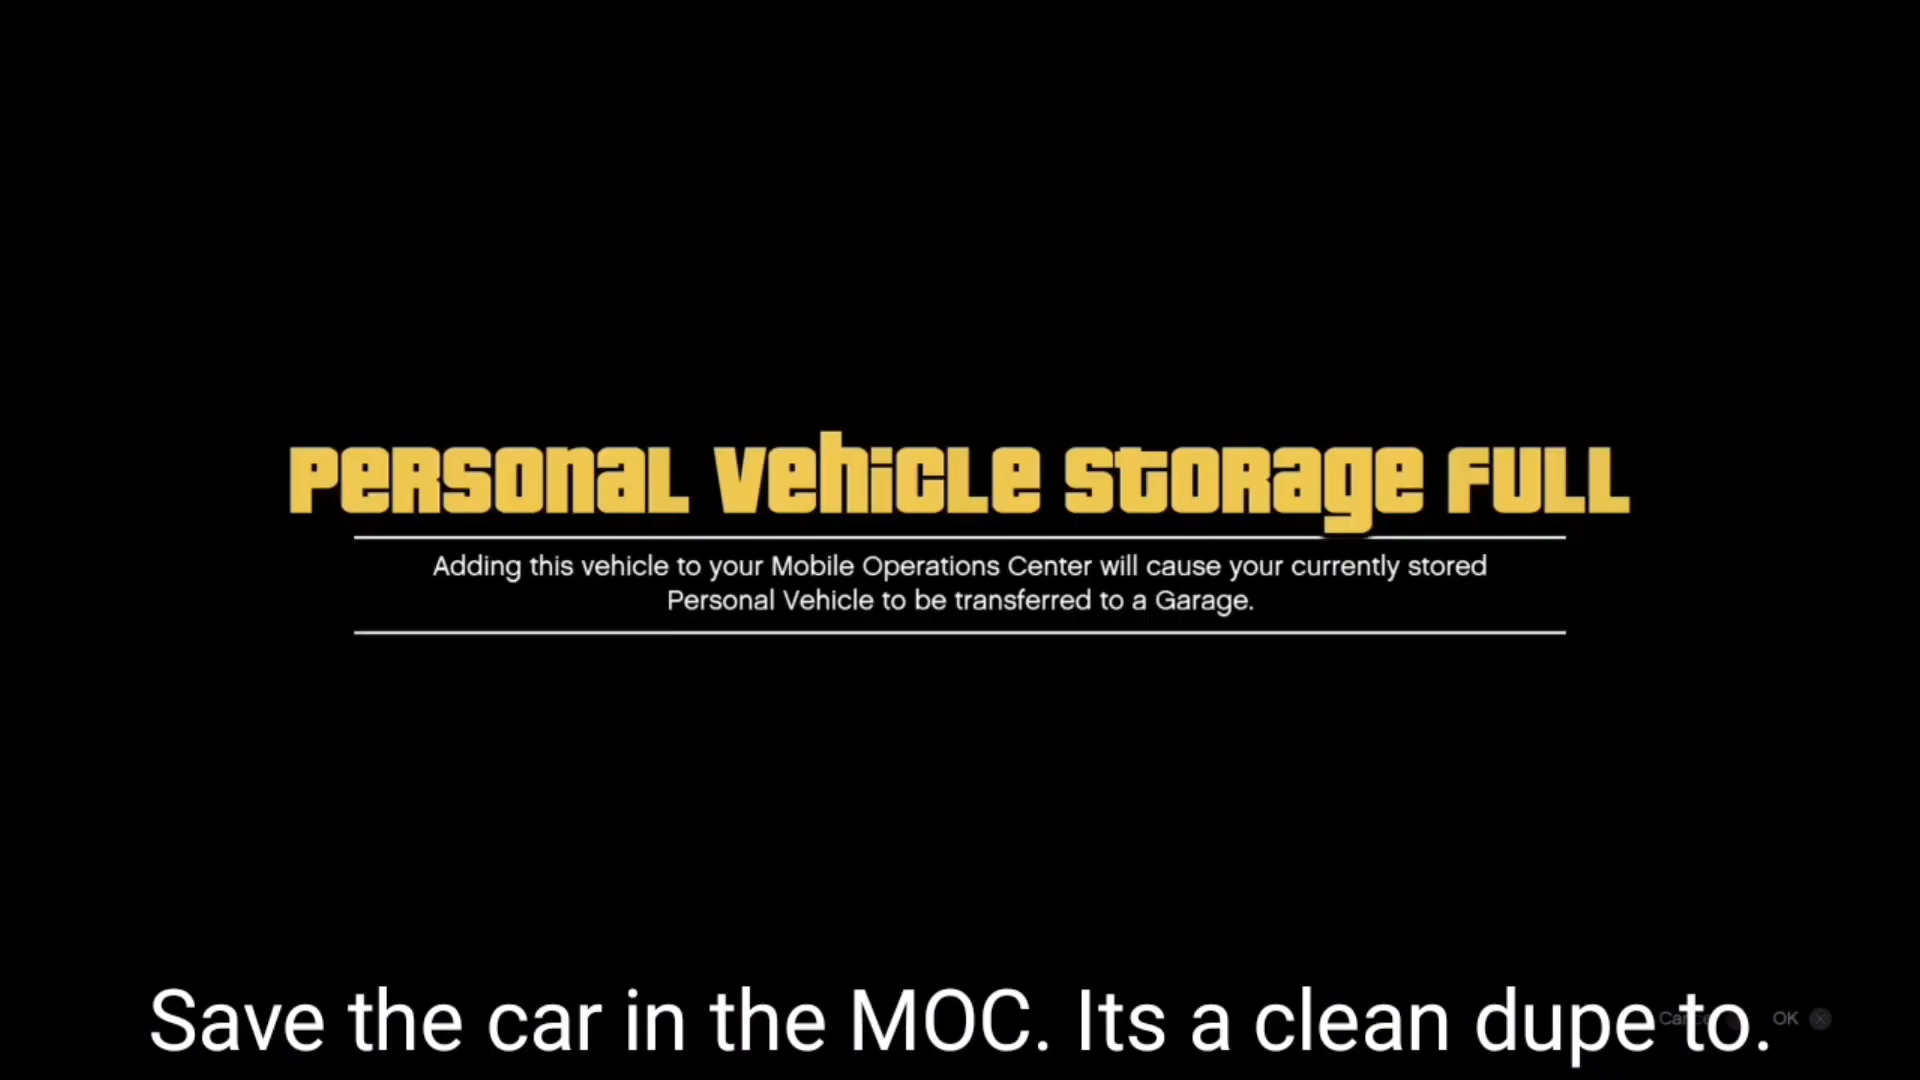 PERSONAL VEHICLE STORAGE FULL
Adding this vehicle to your Mobile Operations Center will cause your currently stored
Personal Vehicle to be transferred to a Garage.
Save the car in the MOC. Its a clean dupe to.
OK